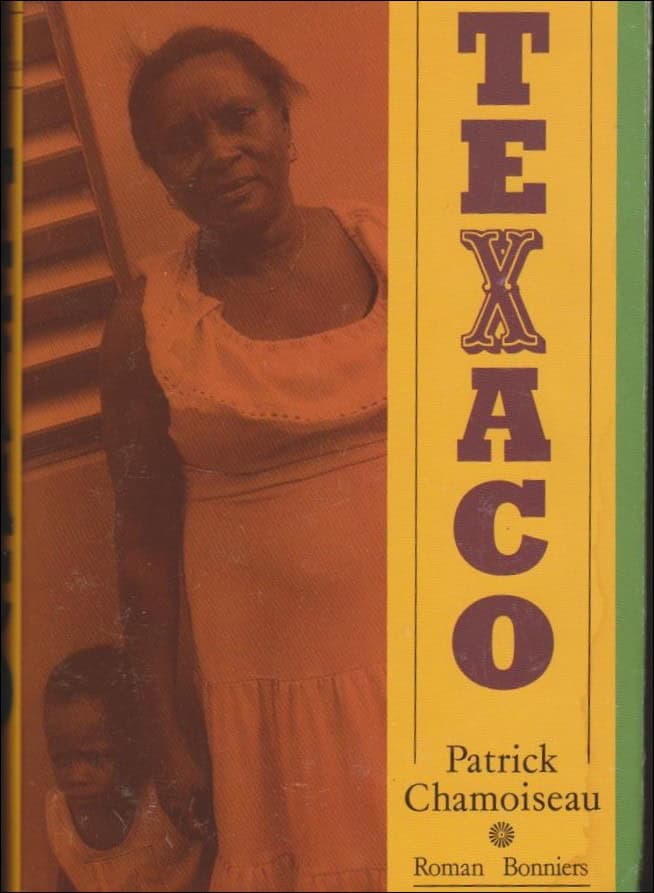 TEXACO
Patrick
Chamoiseau
Roman Bonniers